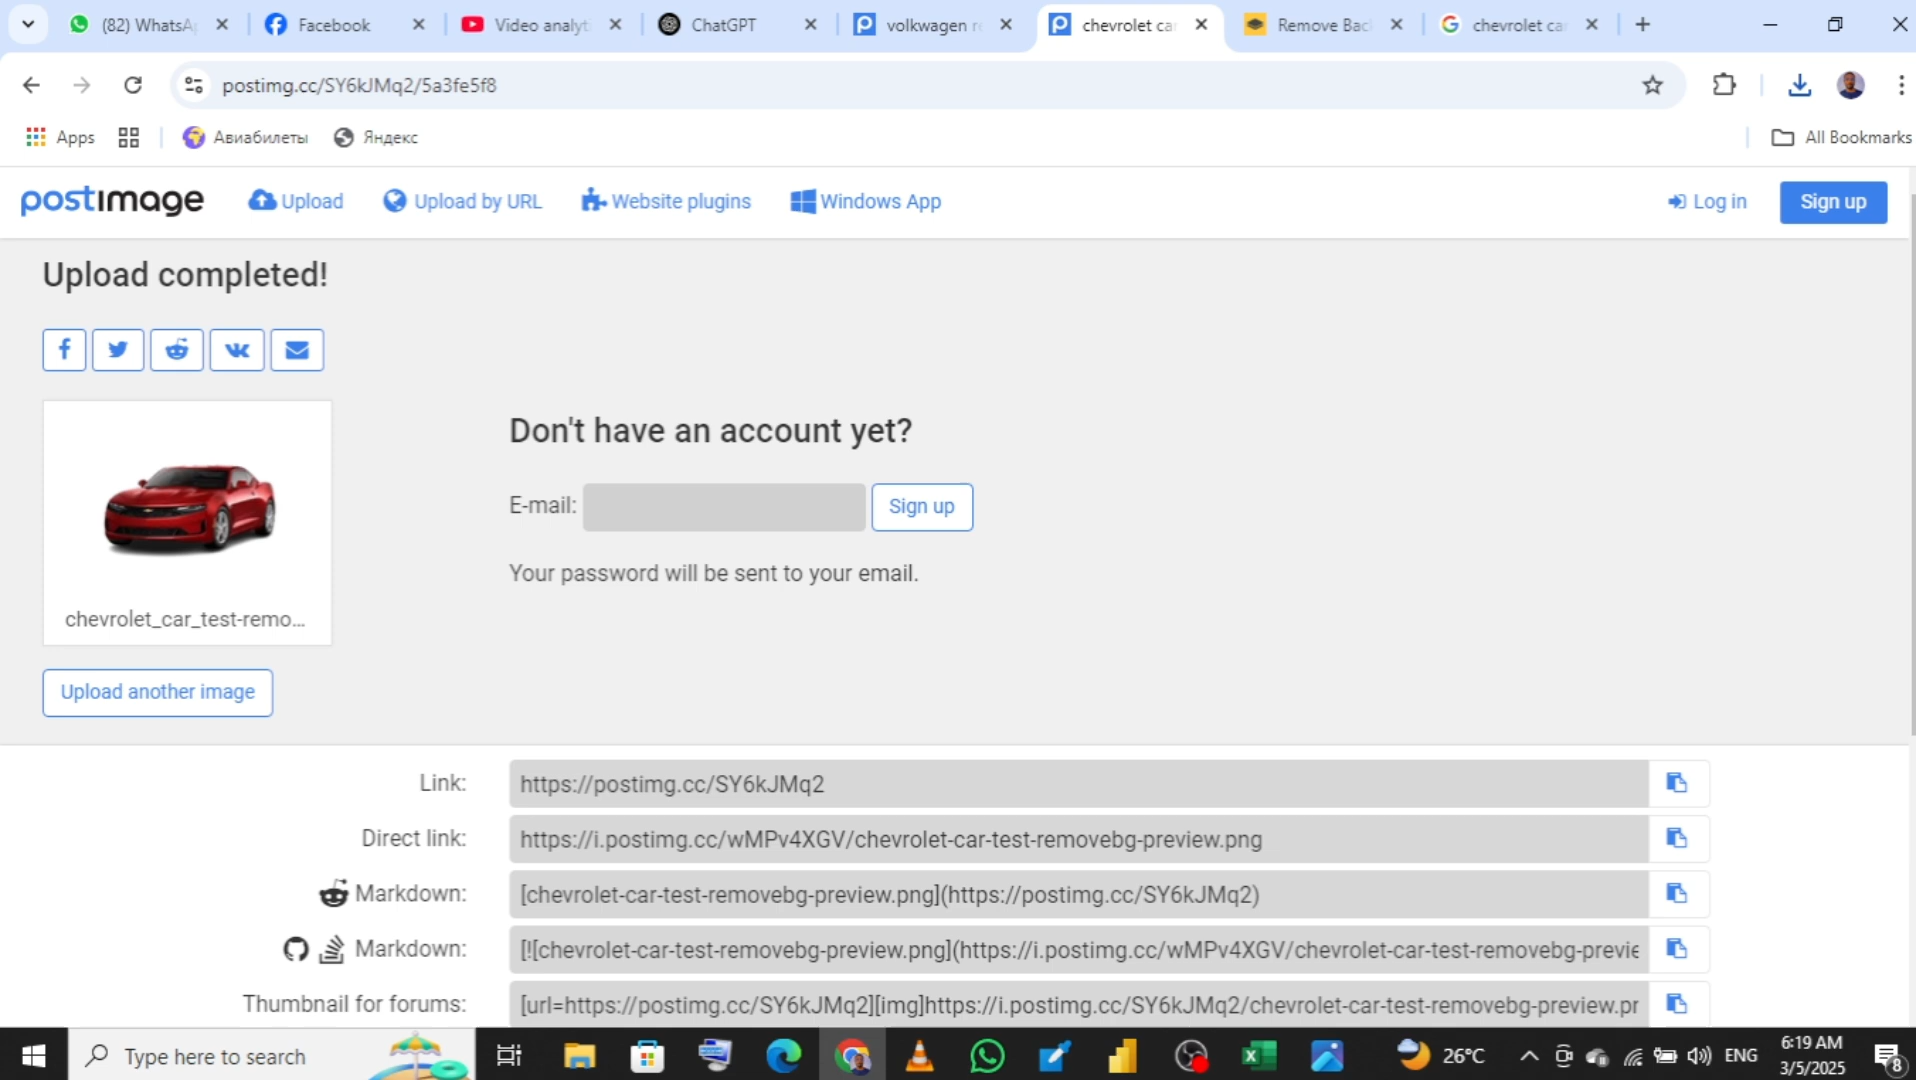 (82) WhatsA
Facebook
Video analyt
ChatGPT
volkwagen re
chevrolet car
Remove Bac
chevrolet ca
postimg.cc/SY6kJMq2/5a3fe5f8
Apps
Авиабилеты
Яндекс
All Bookmarks
postimage
Upload
Upload by URL
Website plugins
Windows App
Log in
Sign up
Upload completed!
Don't have an account yet?
E-mail:
Sign up
Your password will be sent to your email.
chevrolet_car_test-remo...
Upload another image
Link:
https://postimg.cc/SY6kJMq2
Direct link:
https://i.postimg.cc/wMPv4XGV/chevrolet-car-test-removebg-preview.png
Markdown:
[chevrolet-car-test-removebg-preview.png](https://postimg.cc/SY6kJMq2)
Markdown:
[![chevrolet-car-test-removebg-preview.png](https://i.postimg.cc/wMPv4XGV/chevrolet-car-test-removebg-previe
Thumbnail for forums:
[url=https://postimg.cc/SY6kJMq2][img]https://i.postimg.cc/SY6kJMq2/chevrolet-car-test-removebg-preview.pr
Type here to search
26°C
ENG
6:19 AM
3/5/2025
8